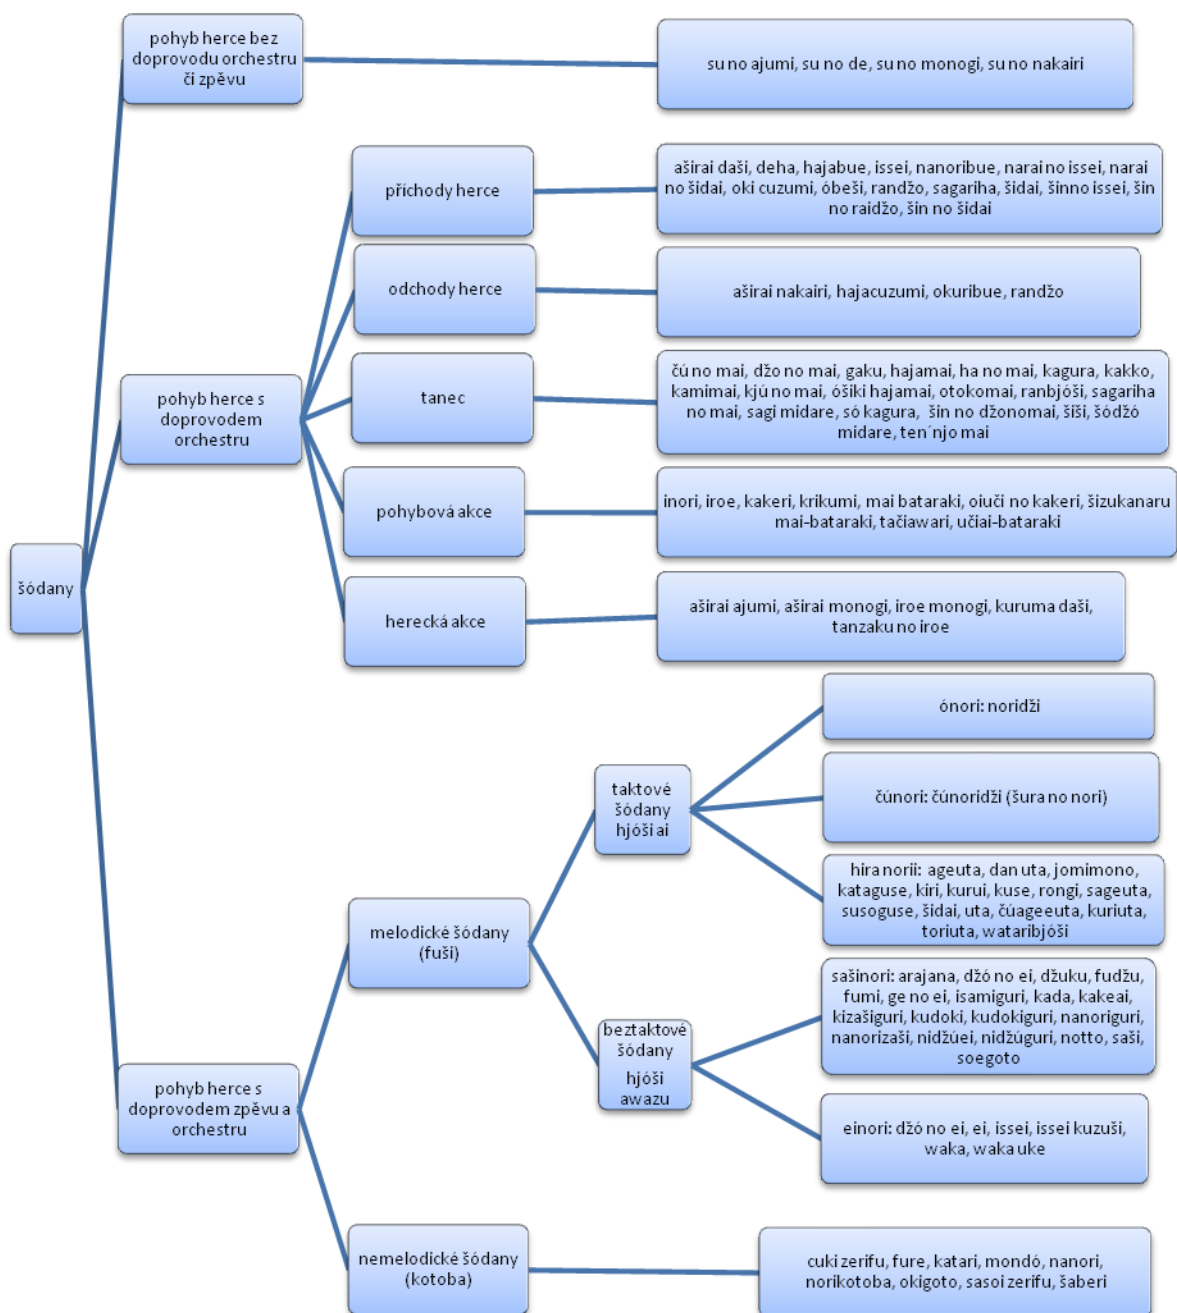 pohyb herce bez
doprovodu orchestru
či zpěvu
su no ajumi, su no de, su no monogi, su no nakairi
příchody herce
aširai daši, deha, hajabue, issei, nanoribue, narai no issei, narai
no šidai, oki cuzumi, óbeši, randžo, sagariha, šidai, šinno issei, šin
no raidžo, šin no šidai
odchody herce
aširai nakairi, hajacuzumi, okuribue, randžo
pohyb herce s
doprovodem
orchestru
tanec
čú no mai, džo no mai, gaku, hajamai, ha no mai, kagura, kakko,
kamimai, kjú no mai, óšiki hajamai, otokomai, ranbjóši, sagariha
no mai, sagi midare, só kagura, šin no džonomai, šiši, šódžó
midare, ten´njo mai
pohybová akce
inori, iroe, kakeri, krikumi, mai bataraki, oiuči no kakeri, šizukanaru
mai-bataraki, tačiawari, učiai-bataraki
šódany
herecká akce
aširai ajumi, aširai monogi, iroe monogi, kuruma daši,
tanzaku no iroe
ónori: noridži
taktové
šódany
hjóši ai
čúnori: čúnoridži (šura no nori)
hira norii: ageuta, dan uta, jomimono,
kataguse, kiri, kurui, kuse, rongi, sageuta,
susoguse, šidai, uta, čúageeuta, kuriuta,
toriuta, wataribjóši
melodické šódany
(fuši)
sašinori: arajana, džó no ei, džuku, fudžu,
fumi, ge no ei, isamiguri, kada, kakeai,
kizašiguri, kudoki, kudokiguri, nanoriguri,
nanorizaši, nidžúei, nidžúguri, notto, saši,
soegoto
beztaktové
šódany
hjóši
awazu
einori: džó no ei, ei, issei, issei kuzuši,
waka, waka uke
pohyb herce s
doprovodem zpěvu a
orchestru
nemelodické šódany
(kotoba)
cuki zerifu, fure, katari, mondó, nanori,
norikotoba, okigoto, sasoi zerifu, šaberi